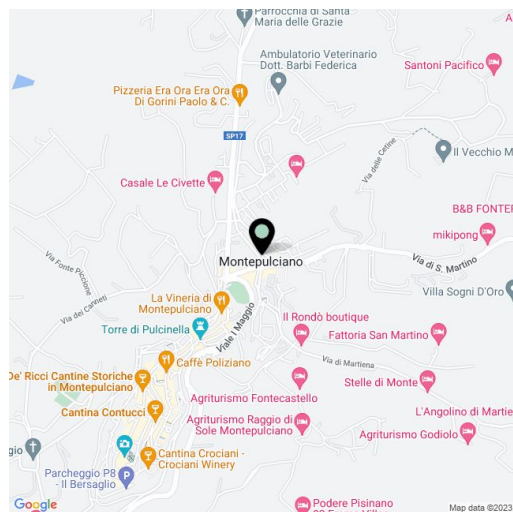 Parrocchia di Santa
Maria delle Grazie
Ambulatorio Veterinario
Dott. Barbi Federica
Santoni Pacifico
Pizzeria Era Ora Era Ora
Di Gorini Paolo & C.
SP17
Via delle Cetine
Il Vecchio M
Casale Le Civette
B&B FONTER
mikipong
Montepulciano
Via di S. Martino
Via Fonte Piccione
Via dei Canneti
Villa Sogni D'Oro
La Vineria di
Montepulciano
Torre di Pulcinella
Viale I Maggio
Il Rondò boutique
Fattoria San Martino
Caffè Poliziano
Via di Martiena
De' Ricci Cantine Storiche
in Montepulciano
Stelle di Monte
Agriturismo Fontecastello
Cantina Contucci
L'Angolino di Martie
Agriturismo Raggio di
Sole Montepulciano
Agriturismo Godiolo
gio
Cantina Crociani -
Crociani Winery
Parcheggio P8
- Il Bersaglio
P
Podere Pisinano
Google
Map data ©2023